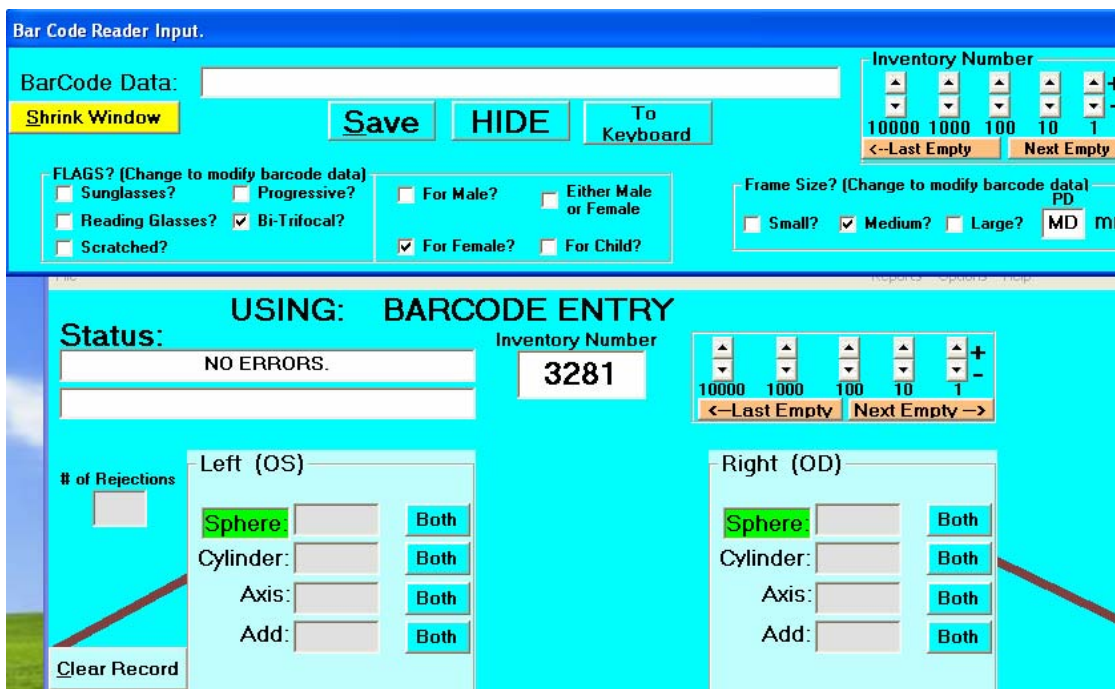 Bar Code Reader Input.
Inventory Number
BarCode Data:
+
-
Shrink Window
Save
HIDE
To
Keyboard
10000 1000 100 10 1
<--Last Empty Next Empty
FLAGS? (Change to modify barcode data)
Sunglasses? Progressive?
Reading Glasses? Bi-Trifocal?
Scratched?
For Male? Either Male
or Female
For Female? For Child?
Frame Size? (Change to modify barcode data)
PD
Small? Medium? Large? MD
File Reports Options Help
USING: BARCODE ENTRY
Status:
NO ERRORS.
Inventory Number
3281
+
-
10000 1000 100 10 1
<--Last Empty Next Empty -->
# of Rejections
Left (OS)
Sphere: Both
Cylinder: Both
Axis: Both
Add: Both
Right (OD)
Sphere: Both
Cylinder: Both
Axis: Both
Add: Both
Clear Record